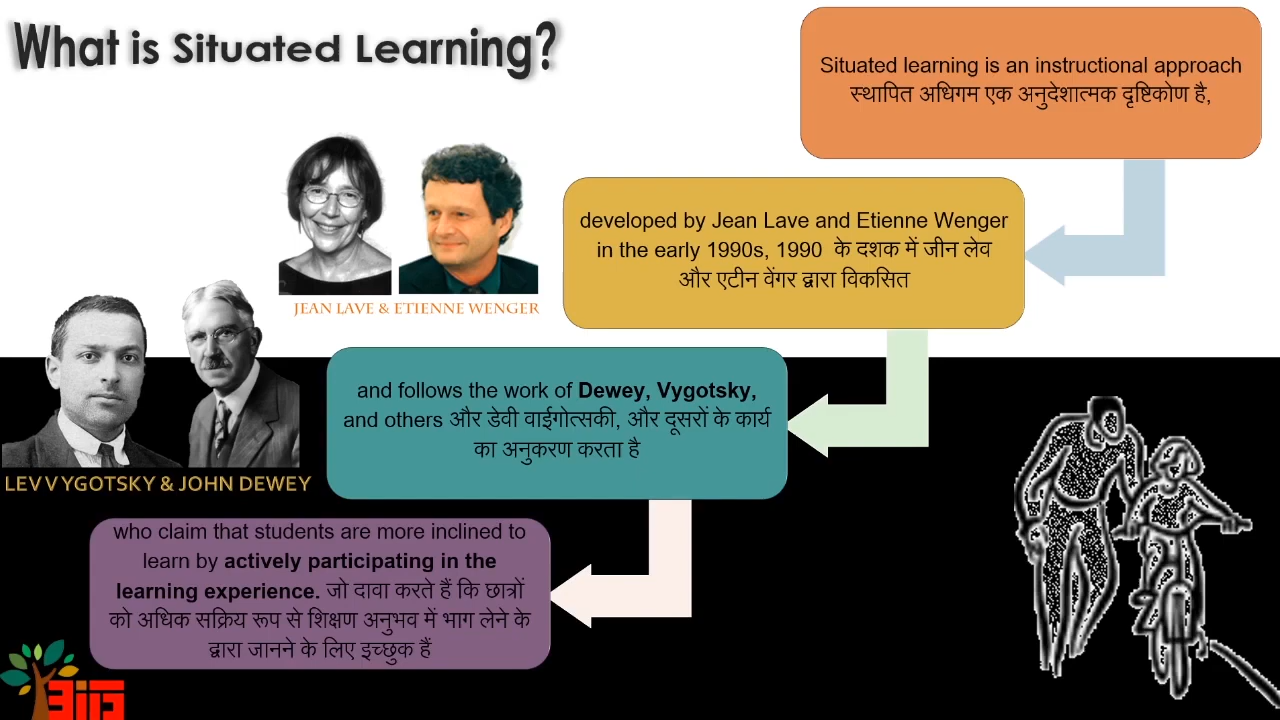 What is Situated Learning?
Situated learning is an instructional approach
स्थापित अधिगम एक अनुदेशात्मक दृष्टिकोण है,
developed by Jean Lave and Etienne Wenger
in the early 1990s, 1990 के दशक में जीन लेव
और एटीन वेंगर द्वारा विकसित
JEAN LAVE & ETIENNE WENGER
and follows the work of Dewey, Vygotsky,
and others और डेवी वाईगोत्सकी, और दूसरों के कार्य
का अनुकरण करता है
LEV VYGOTSKY & JOHN DEWEY
who claim that students are more inclined to
learn by actively participating in the
learning experience. जो दावा करते हैं कि छात्रों
को अधिक सक्रिय रूप से शिक्षण अनुभव में भाग लेने के
द्वारा जानने के लिए इच्छुक हैं